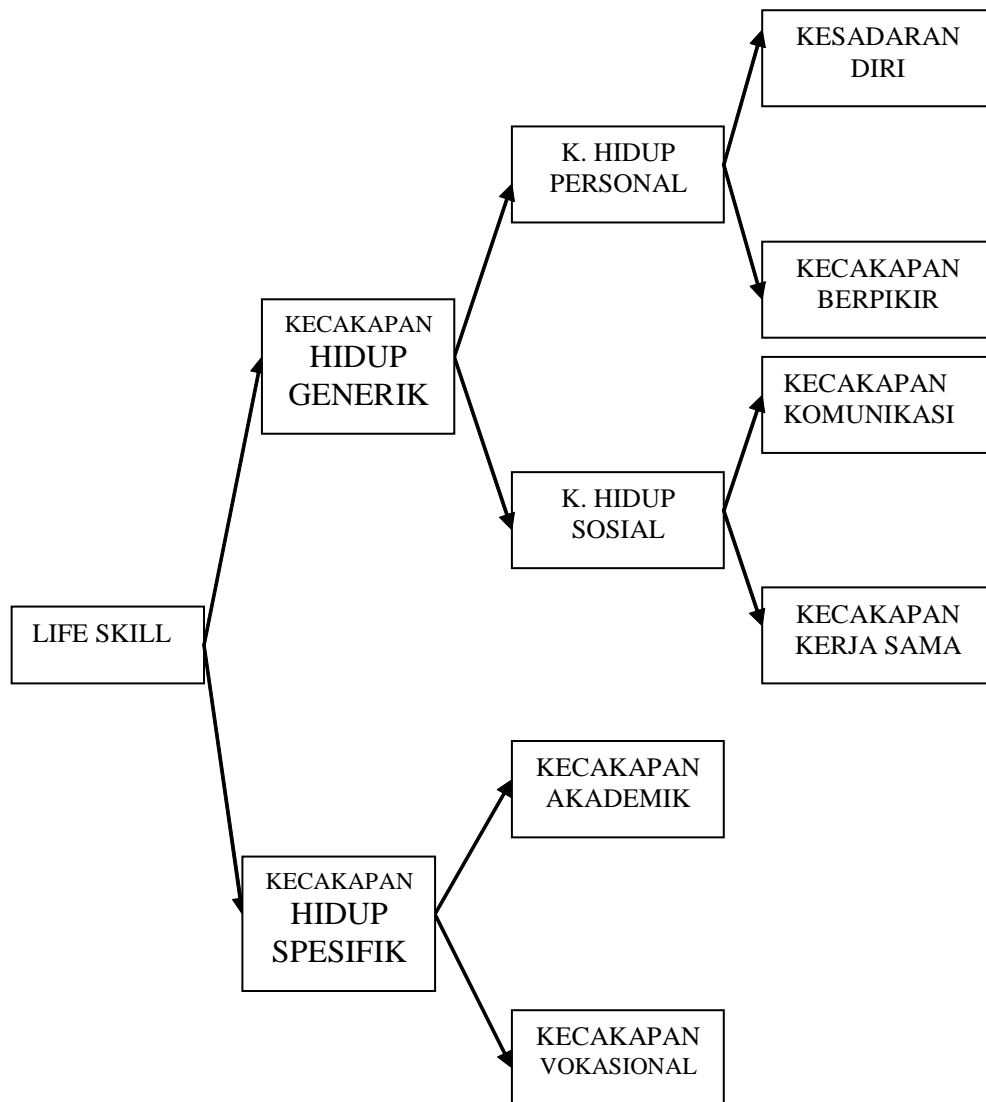 KESADARAN
DIRI
K. HIDUP
PERSONAL
KECAKAPAN
BERPIKIR
KECAKAPAN
HIDUP
GENERIK
KECAKAPAN
KOMUNIKASI
K. HIDUP
SOSIAL
KECAKAPAN
KERJA SAMA
LIFE SKILL
KECAKAPAN
AKADEMIK
KECAKAPAN
HIDUP
SPESIFIK
KECAKAPAN
VOKASIONAL